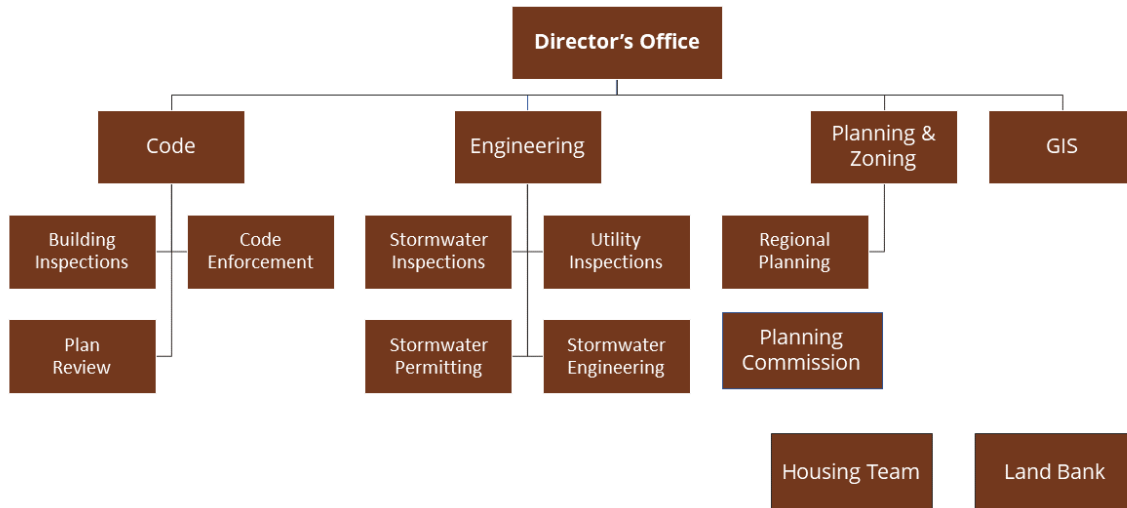 Director’s Office
Code
Engineering
Planning &
Zoning
GIS
Building
Inspections
Code
Enforcement
Stormwater
Inspections
Utility
Inspections
Regional
Planning
Plan
Review
Stormwater
Permitting
Stormwater
Engineering
Planning
Commission
Housing Team
Land Bank